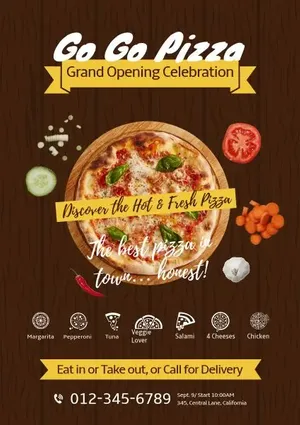 Go Go Pizza
Grand Opening Celebration
Discover the Hot & Fresh Pizza
The best pizza in
town... honest!
Margarita
Pepperoni
Tuna
Veggie
Lover
Salami
4 Cheeses
Chicken
Eat in or Take out, or Call for Delivery
012-345-6789
Sept. 9/ Start 10:00AM
345, Central Lane, California